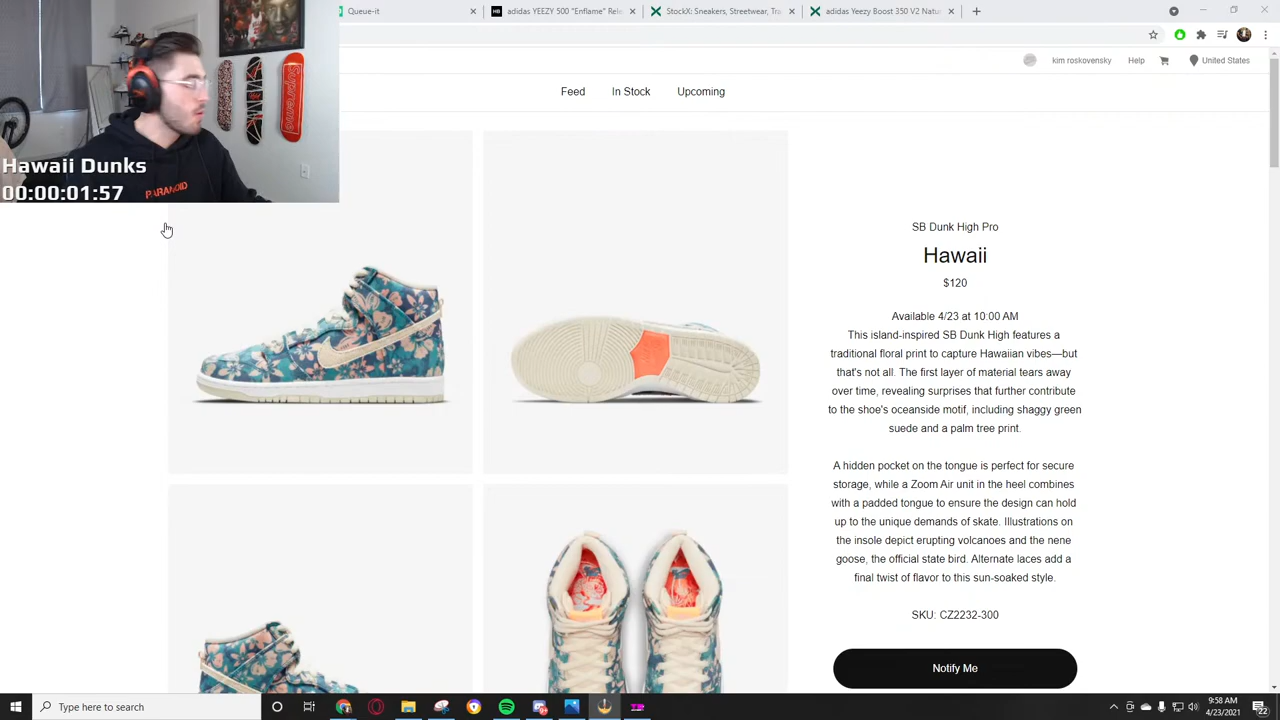 Queue-it
adidas YEEZY 500 "Enflame" Rele
StockX: Sneakers, Streetwear, Tra
adidas Yeezy Boost 350 V2 Natu
kim roskovensky
Help
United States
Feed
In Stock
Upcoming
Supreme
PARANOID
Hawaii Dunks
00:00:01:57
SB Dunk High Pro
Hawaii
$120
Available 4/23 at 10:00 AM
This island-inspired SB Dunk High features a
traditional floral print to capture Hawaiian vibes—but
that's not all. The first layer of material tears away
over time, revealing surprises that further contribute
to the shoe's oceanside motif, including shaggy green
suede and a palm tree print.
A hidden pocket on the tongue is perfect for secure
storage, while a Zoom Air unit in the heel combines
with a padded tongue to ensure the design can hold
up to the unique demands of skate. Illustrations on
the insole depict erupting volcanoes and the nene
goose, the official state bird. Alternate laces add a
final twist of flavor to this sun-soaked style.
SKU: CZ2232-300
Notify Me
Type here to search
9:58 AM
4/23/2021
22